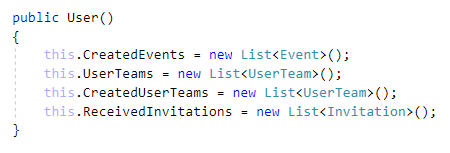 public User()
{
this.CreatedEvents = new List<Event>();
this.UserTeams = new List<UserTeam>();
this.CreatedUserTeams = new List<UserTeam>();
this.ReceivedInvitations = new List<Invitation>();
}